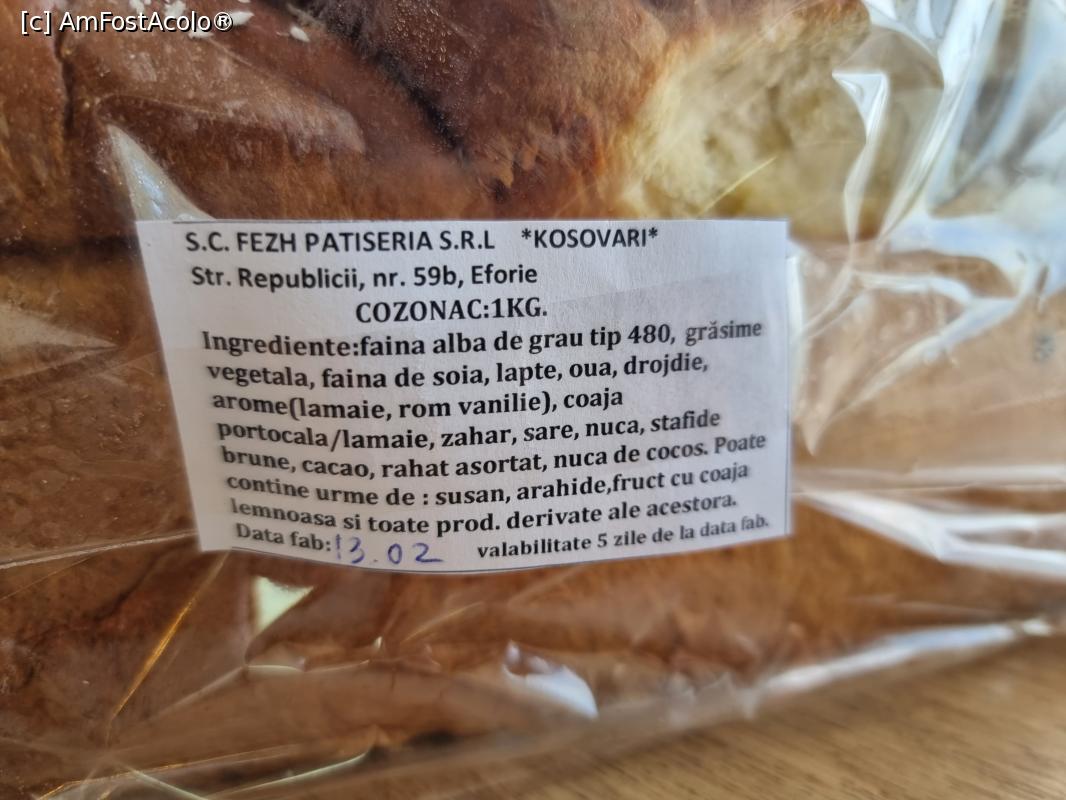 [c] AmFostAcolo®
S.C. FEZH PATISERIA S.R.L *KOSOVARI*
Str. Republicii, nr. 59b, Eforie
COZONAC:1KG.
Ingrediente:faina alba de grau tip 480, grăsime
vegetala, faina de soia, lapte, oua, drojdie,
arome(lamaie, rom vanilie), coaja
portocala/lamaie, zahar, sare, nuca, stafide
brune, cacao, rahat asortat, nuca de cocos. Poate
contine urme de : susan, arahide,fruct cu coaja
lemnoasa si toate prod. derivate ale acestora.
Data fab:13.02 valabilitate 5 zile de la data fab.